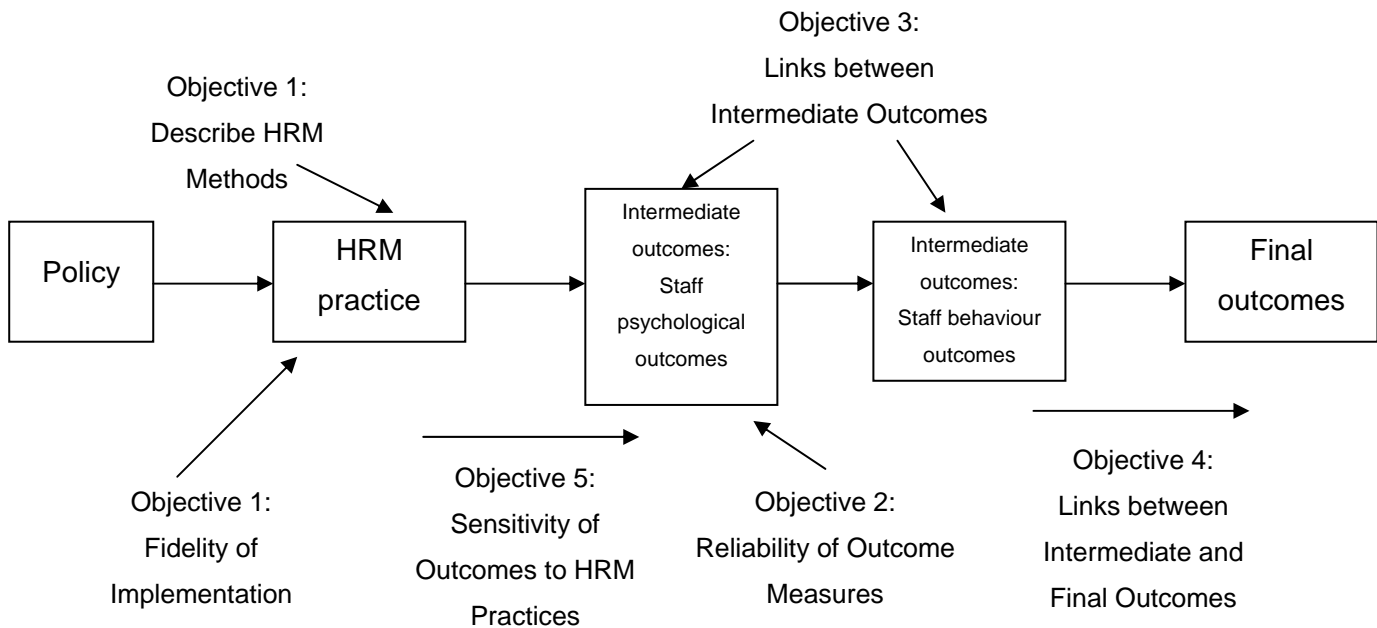 Objective 1:
Describe HRM
Methods
Objective 3:
Links between
Intermediate Outcomes
Policy
HRM
practice
Intermediate
outcomes:
Staff
psychological
outcomes
Intermediate
outcomes:
Staff behaviour
outcomes
Final
outcomes
Objective 1:
Fidelity of
Implementation
Objective 5:
Sensitivity of
Outcomes to HRM
Practices
Objective 2:
Reliability of Outcome
Measures
Objective 4:
Links between
Intermediate and
Final Outcomes